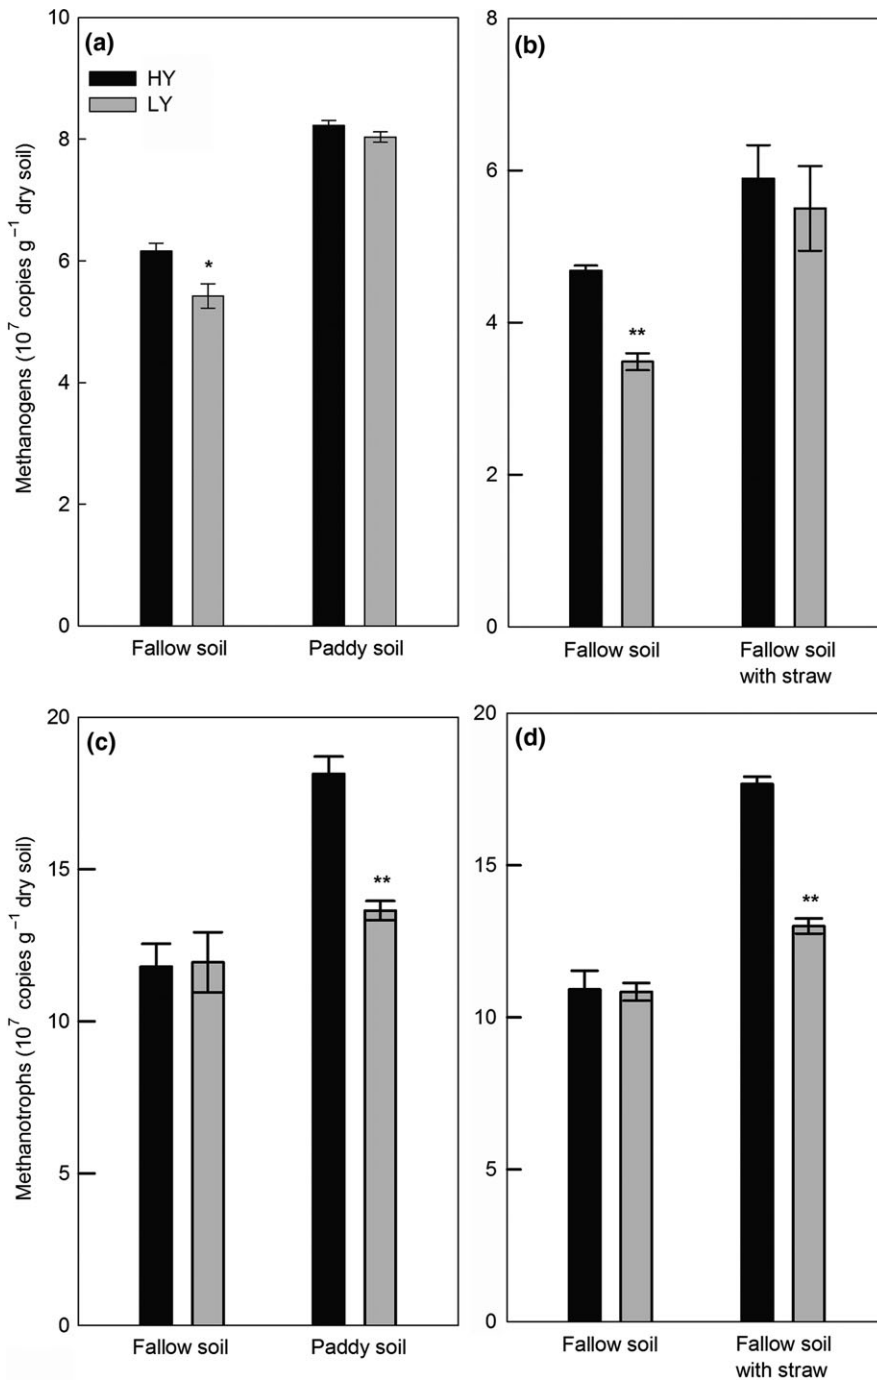 (a)
HY
LY
10
8
6
4
2
0
*
Methanogens (10⁷ copies g⁻¹ dry soil)
Fallow soil
Paddy soil
(b)
8
6
4
2
0
**
Fallow soil
Fallow soil
with straw
(c)
20
15
10
5
0
**
Methanotrophs (10⁷ copies g⁻¹ dry soil)
Fallow soil
Paddy soil
(d)
20
15
10
5
0
**
Fallow soil
Fallow soil
with straw